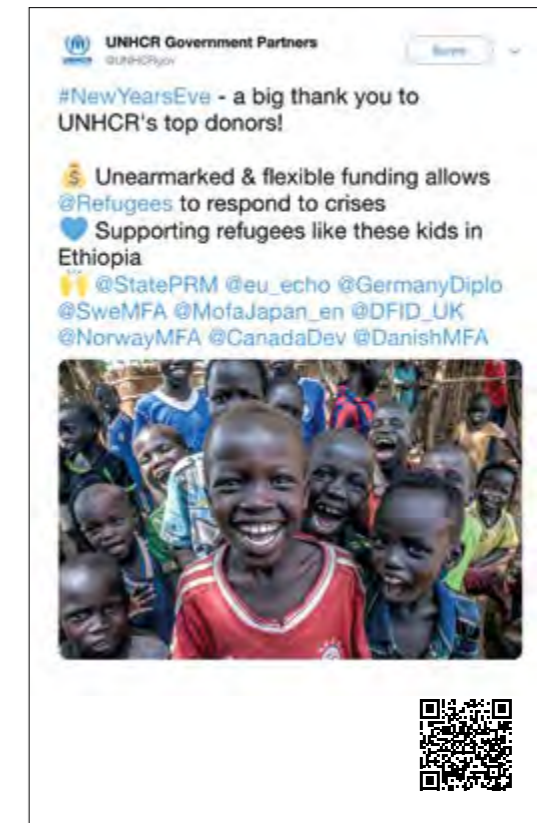 UNHCR Government Partners
@UNHCRgov
#NewYearsEve - a big thank you to
UNHCR's top donors!
💰 Unearmarked & flexible funding allows
@Refugees to respond to crises
💙 Supporting refugees like these kids in
Ethiopia
🙌 @StatePRM @eu_echo @GermanyDiplo
@SweMFA @MofaJapan_en @DFID_UK
@NorwayMFA @CanadaDev @DanishMFA